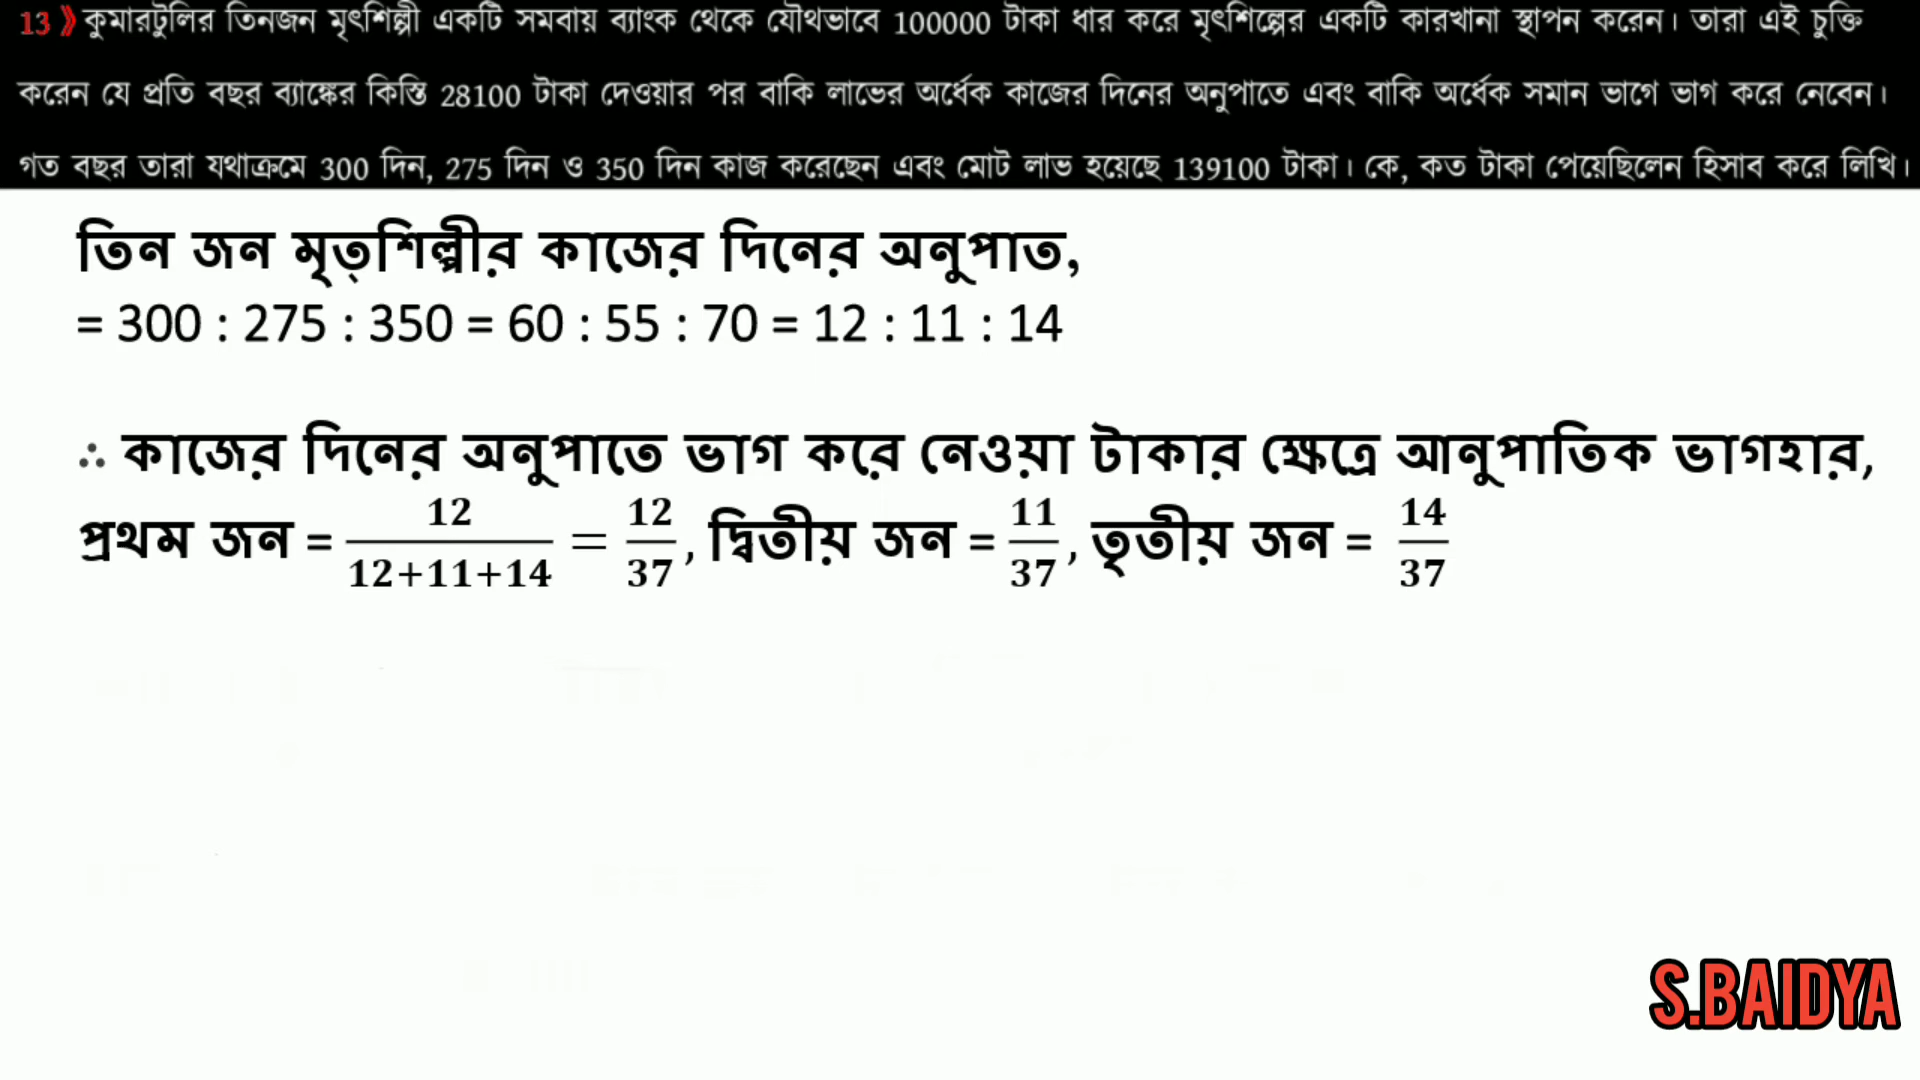 13》কুমারটুলির তিনজন মৃৎশিল্পী একটি সমবায় ব্যাংক থেকে যৌথভাবে 100000 টাকা ধার করে মৃৎশিল্পের একটি কারখানা স্থাপন করেন। তারা এই চুক্তি
করেন যে প্রতি বছর ব্যাঙ্কের কিস্তি 28100 টাকা দেওয়ার পর বাকি লাভের অর্ধেক কাজের দিনের অনুপাতে এবং বাকি অর্ধেক সমান ভাগে ভাগ করে নেবেন।
গত বছর তারা যথাক্রমে 300 দিন, 275 দিন ও 350 দিন কাজ করেছেন এবং মোট লাভ হয়েছে 139100 টাকা। কে, কত টাকা পেয়েছিলেন হিসাব করে লিখি।
তিন জন মৃত্শিল্পীর কাজের দিনের অনুপাত,
= 300 : 275 : 350 = 60 : 55 : 70 = 12 : 11 : 14
∴ কাজের দিনের অনুপাতে ভাগ করে নেওয়া টাকার ক্ষেত্রে আনুপাতিক ভাগহার,
প্রথম জন = 12/(12+11+14) = 12/37, দ্বিতীয় জন = 11/37, তৃতীয় জন = 14/37
S.BAIDYA